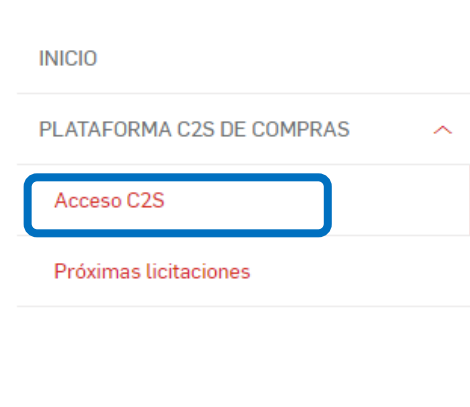 INICIO
PLATAFORMA C2S DE COMPRAS
Acceso C2S
Próximas licitaciones